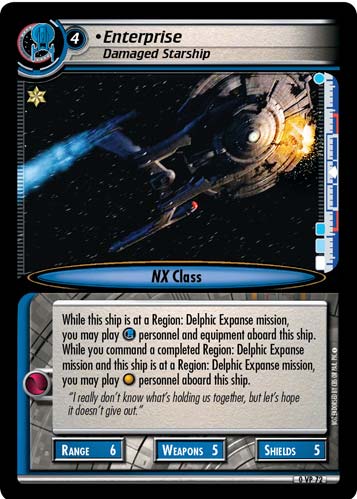 4
•Enterprise
Damaged Starship
NX Class
While this ship is at a Region: Delphic Expanse mission,
you may play personnel and equipment aboard this ship.
While you command a completed Region: Delphic Expanse
mission and this ship is at a Region: Delphic Expanse mission,
you may play personnel aboard this ship.
"I really don't know what's holding us together, but let's hope
it doesn't give out."
RANGE 6
WEAPONS 5
SHIELDS 5
0 VP 72